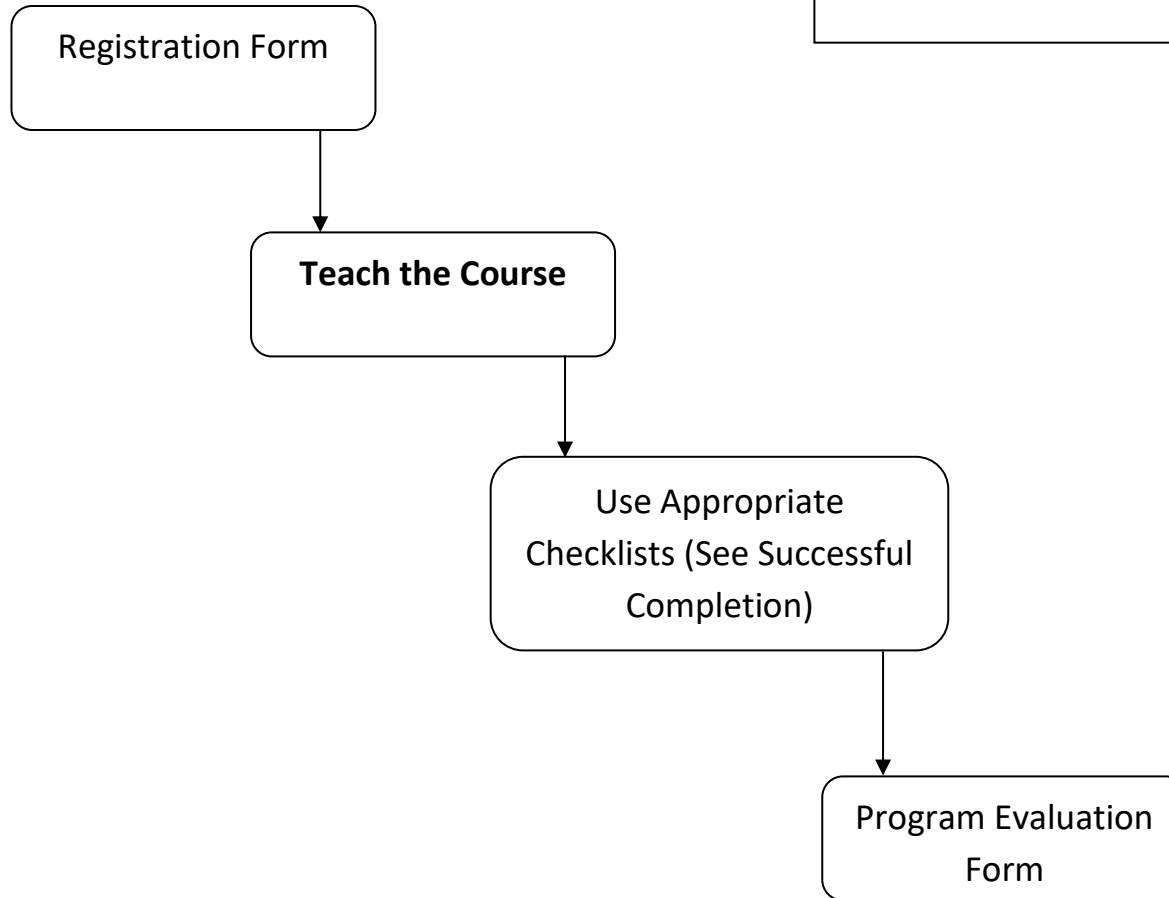 Registration Form
Teach the Course
Use Appropriate
Checklists (See Successful
Completion)
Program Evaluation
Form